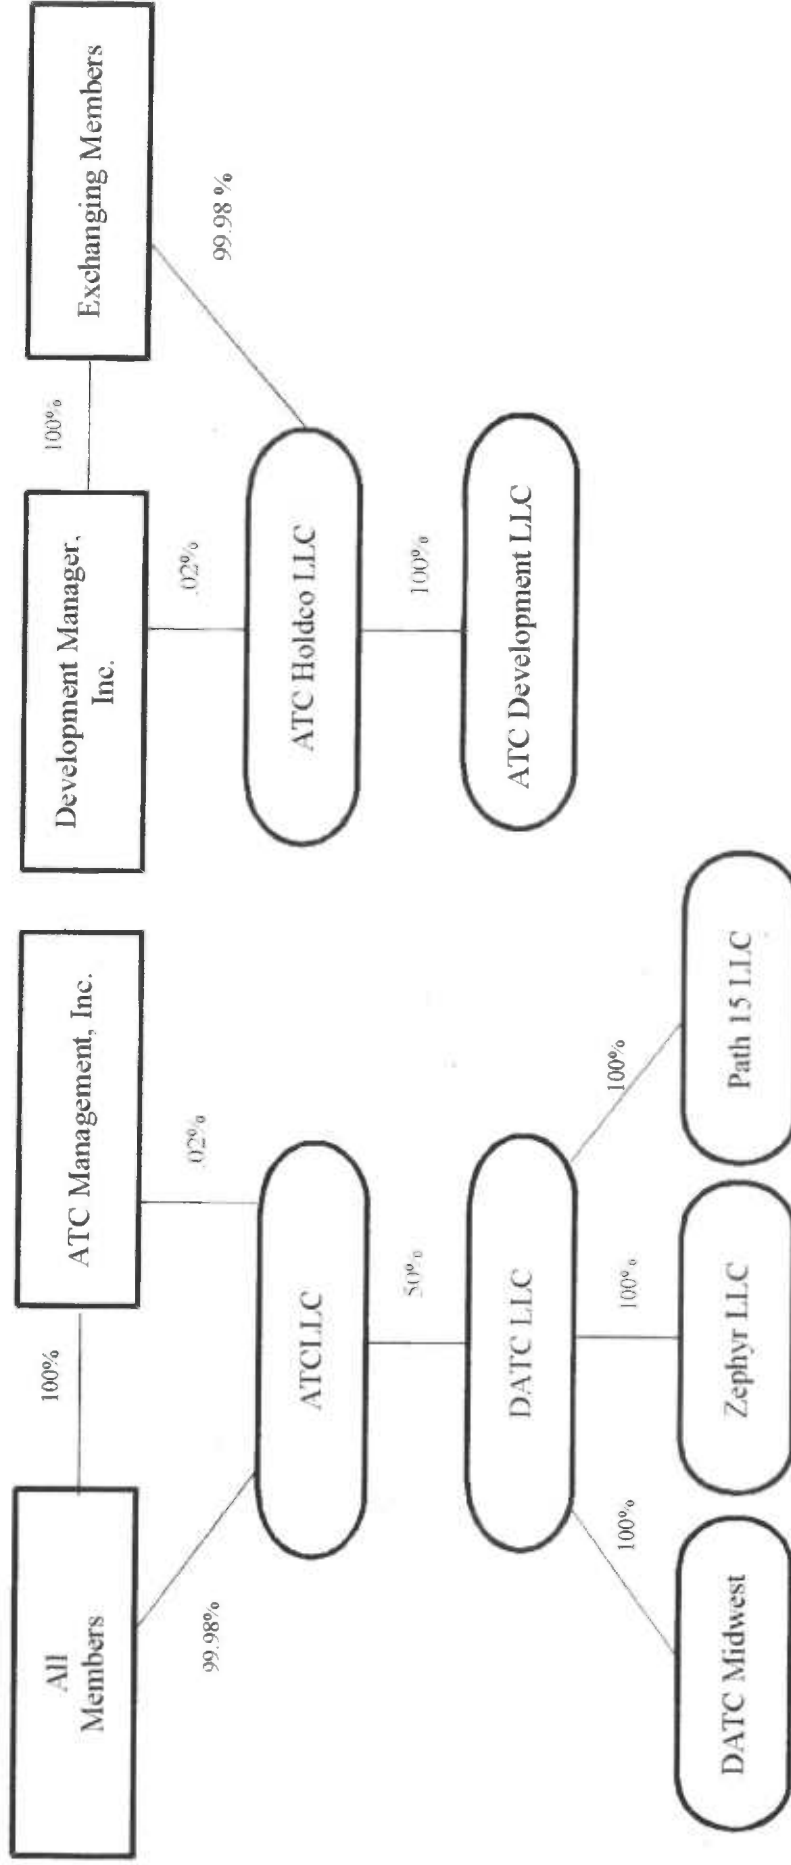 All
Members
100%
ATC Management, Inc.
Development Manager,
Inc.
100%
Exchanging Members
99.98%
.02%
.02%
99.98 %
ATCLLC
ATC Holdco LLC
50%
100%
DATC LLC
ATC Development LLC
100%
100%
100%
DATC Midwest
Zephyr LLC
Path 15 LLC